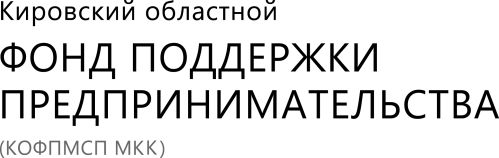 Кировский областной
ФОНД ПОДДЕРЖКИ
ПРЕДПРИНИМАТЕЛЬСТВА
(КОФПМСП МКК)